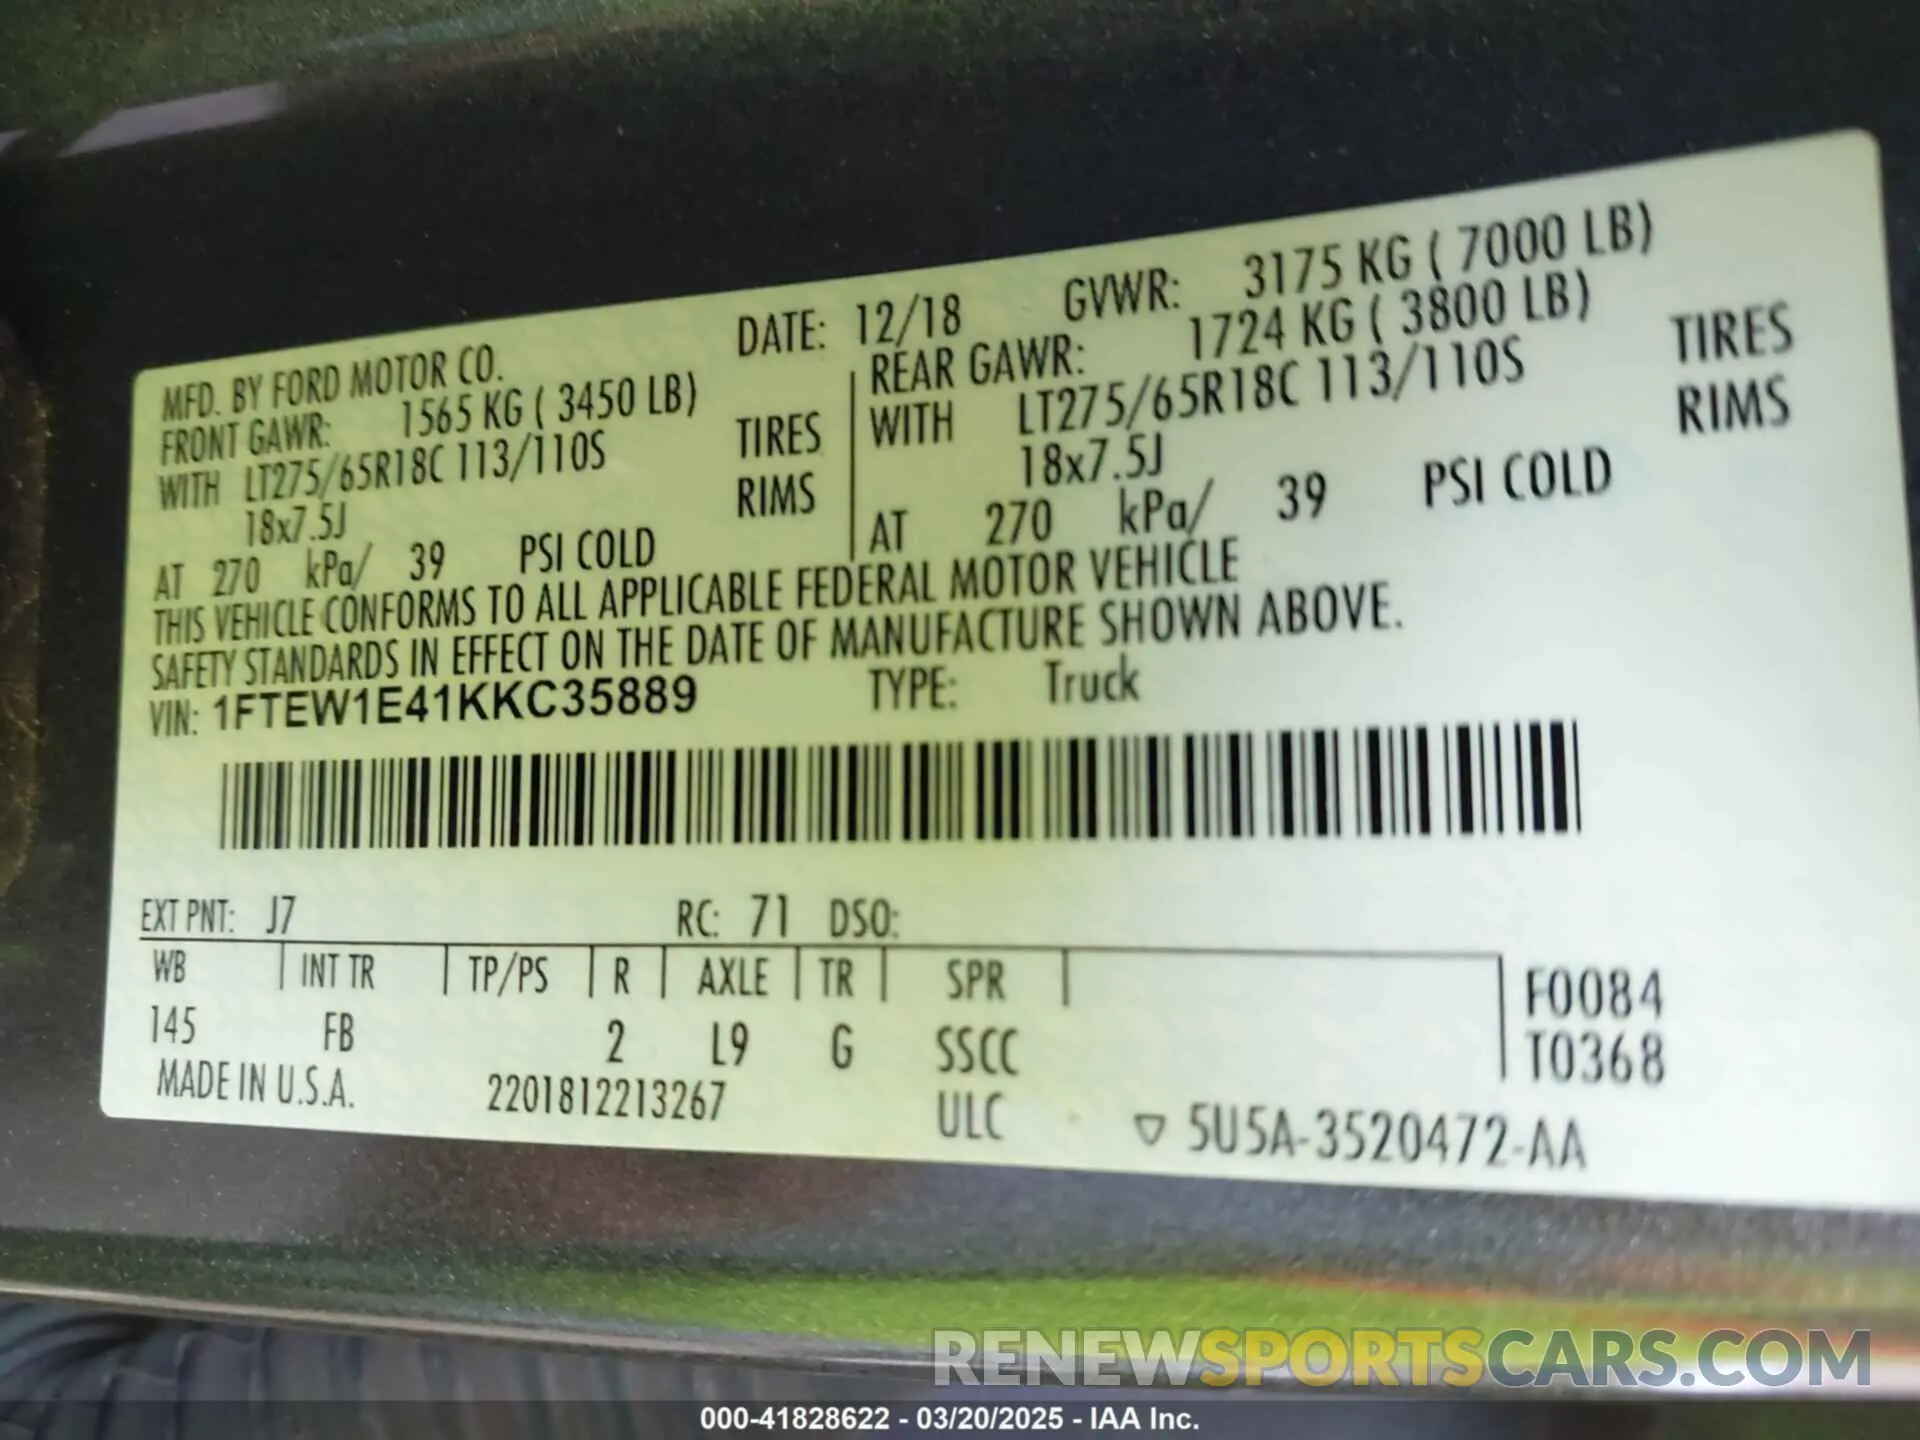 MFD. BY FORD MOTOR CO.
DATE: 12/18 GVWR: 3175 KG ( 7000 LB)
FRONT GAWR: 1565 KG ( 3450 LB)
WITH LT275/65R18C 113/110S TIRES
18x7.5J RIMS
AT 270 kPa/ 39 PSI COLD
REAR GAWR: 1724 KG ( 3800 LB)
WITH LT275/65R18C 113/110S TIRES
18x7.5J RIMS
AT 270 kPa/ 39 PSI COLD
THIS VEHICLE CONFORMS TO ALL APPLICABLE FEDERAL MOTOR VEHICLE
SAFETY STANDARDS IN EFFECT ON THE DATE OF MANUFACTURE SHOWN ABOVE.
VIN: 1FTEW1E41KKC35889 TYPE: Truck
EXT PNT: J7 RC: 71 DSO:
WB INT TR TP/PS R AXLE TR SPR
145 FB 2 L9 G SSCC
F0084
T0368
MADE IN U.S.A. 2201812213267 ULC ▽ 5U5A-3520472-AA
RENEWSPORTSCARS.COM
000-41828622 - 03/20/2025 - IAA Inc.